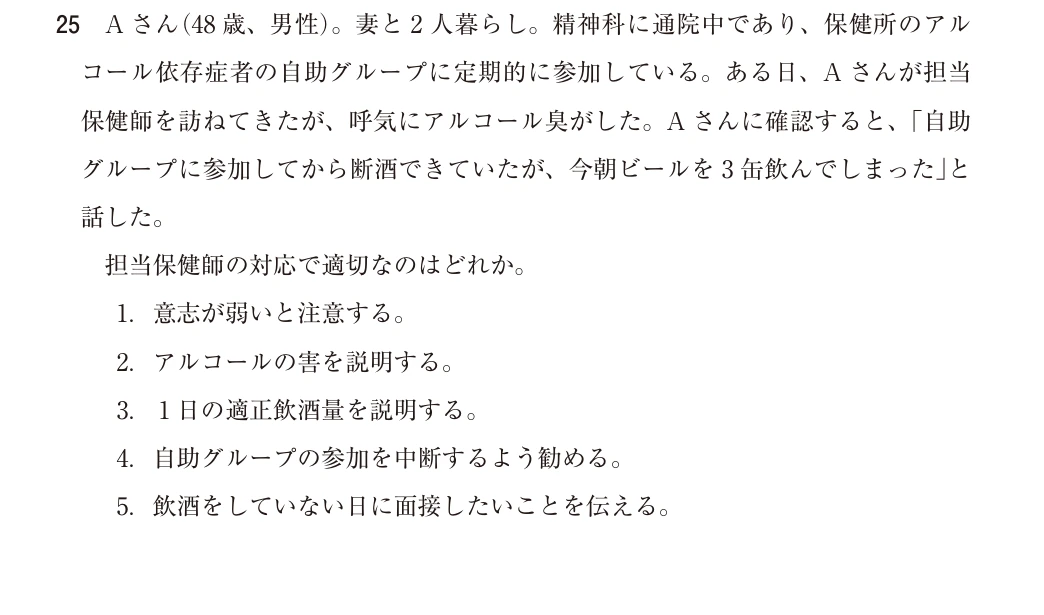 25 Aさん(48歳、男性)。妻と2人暮らし。精神科に通院中であり、保健所のアル
コール依存症者の自助グループに定期的に参加している。ある日、Aさんが担当
保健師を訪ねてきたが、呼気にアルコール臭がした。Aさんに確認すると、「自助
グループに参加してから断酒できていたが、今朝ビールを3缶飲んでしまった」と
話した。
担当保健師の対応で適切なのはどれか。
1. 意志が弱いと注意する。
2. アルコールの害を説明する。
3. 1日の適正飲酒量を説明する。
4. 自助グループの参加を中断するよう勧める。
5. 飲酒をしていない日に面接したいことを伝える。